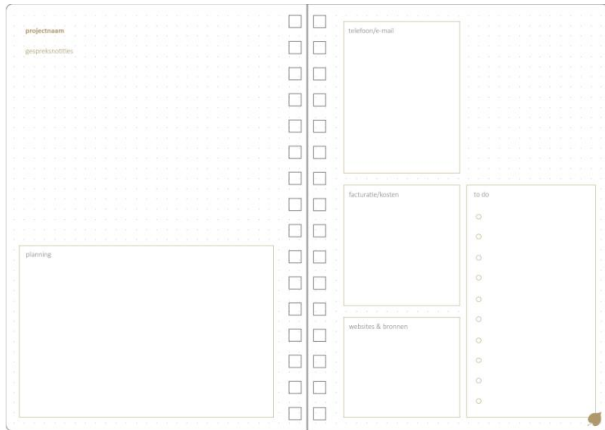 projectnaam
gespreksnotities
planning
telefoon/e-mail
facturatie/kosten
websites & bronnen
to do